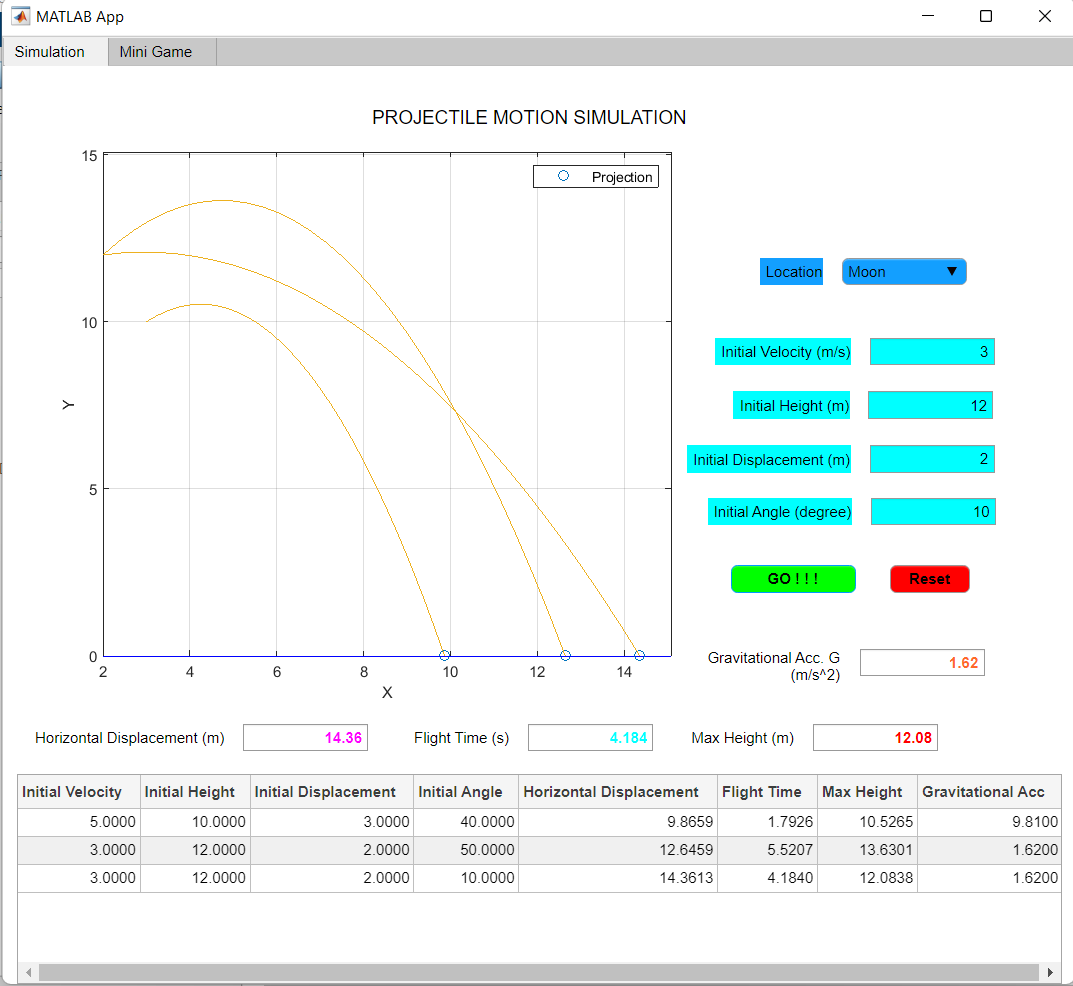 MATLAB App
Simulation Mini Game
PROJECTILE MOTION SIMULATION
15
10
5
0
Y
2 4 6 8 10 12 14
X
Projection
Location Moon
Initial Velocity (m/s) 3
Initial Height (m) 12
Initial Displacement (m) 2
Initial Angle (degree) 10
GO ! ! ! Reset
Gravitational Acc. G
(m/s^2) 1.62
Horizontal Displacement (m) 14.36 Flight Time (s) 4.184 Max Height (m) 12.08
Initial Velocity Initial Height Initial Displacement Initial Angle Horizontal Displacement Flight Time Max Height Gravitational Acc
5.0000 10.0000 3.0000 40.0000 9.8659 1.7926 10.5265 9.8100
3.0000 12.0000 2.0000 50.0000 12.6459 5.5207 13.6301 1.6200
3.0000 12.0000 2.0000 10.0000 14.3613 4.1840 12.0838 1.6200